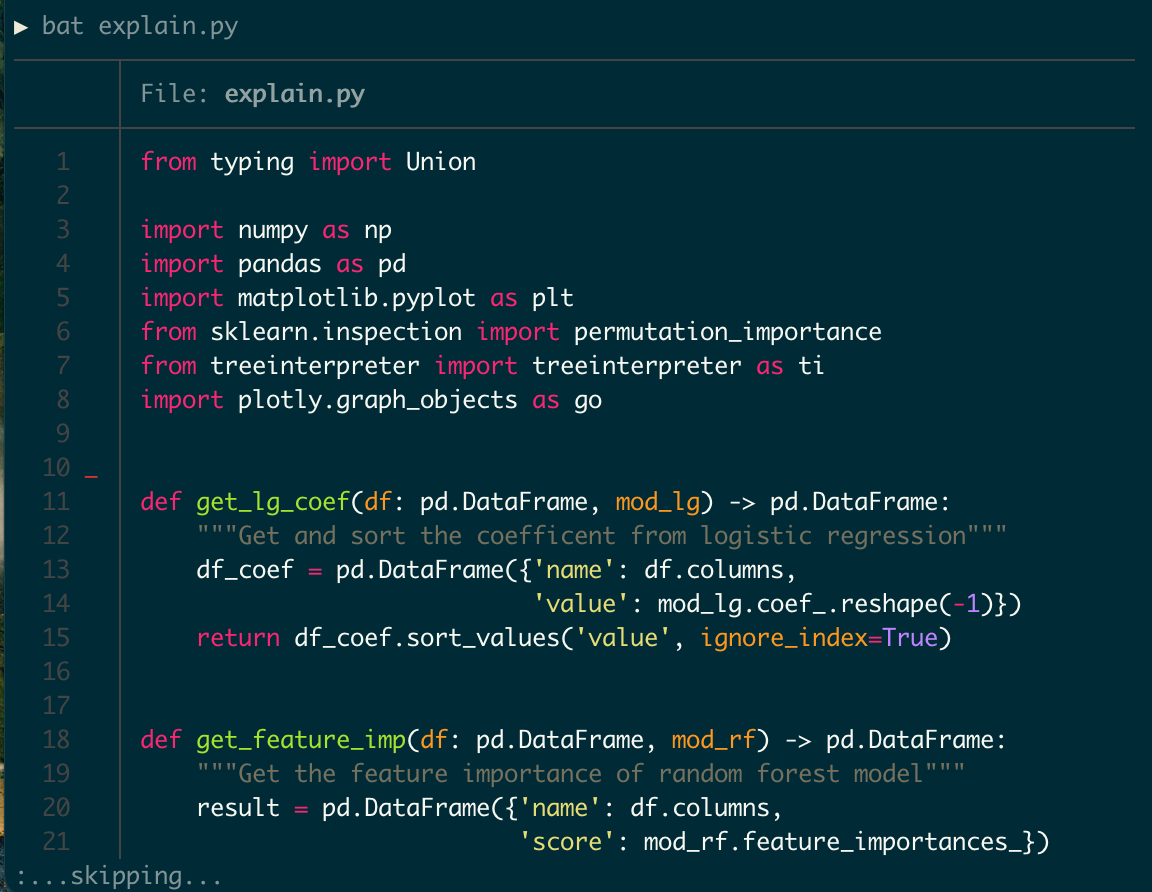 ▶ bat explain.py
File: explain.py
1 from typing import Union
2
3 import numpy as np
4 import pandas as pd
5 import matplotlib.pyplot as plt
6 from sklearn.inspection import permutation_importance
7 from treeinterpreter import treeinterpreter as ti
8 import plotly.graph_objects as go
9
10 _
11 def get_lg_coef(df: pd.DataFrame, mod_lg) -> pd.DataFrame:
12     """Get and sort the coefficent from logistic regression"""
13     df_coef = pd.DataFrame({'name': df.columns,
14                             'value': mod_lg.coef_.reshape(-1)})
15     return df_coef.sort_values('value', ignore_index=True)
16
17
18 def get_feature_imp(df: pd.DataFrame, mod_rf) -> pd.DataFrame:
19     """Get the feature importance of random forest model"""
20     result = pd.DataFrame({'name': df.columns,
21                            'score': mod_rf.feature_importances_})
:...skipping...